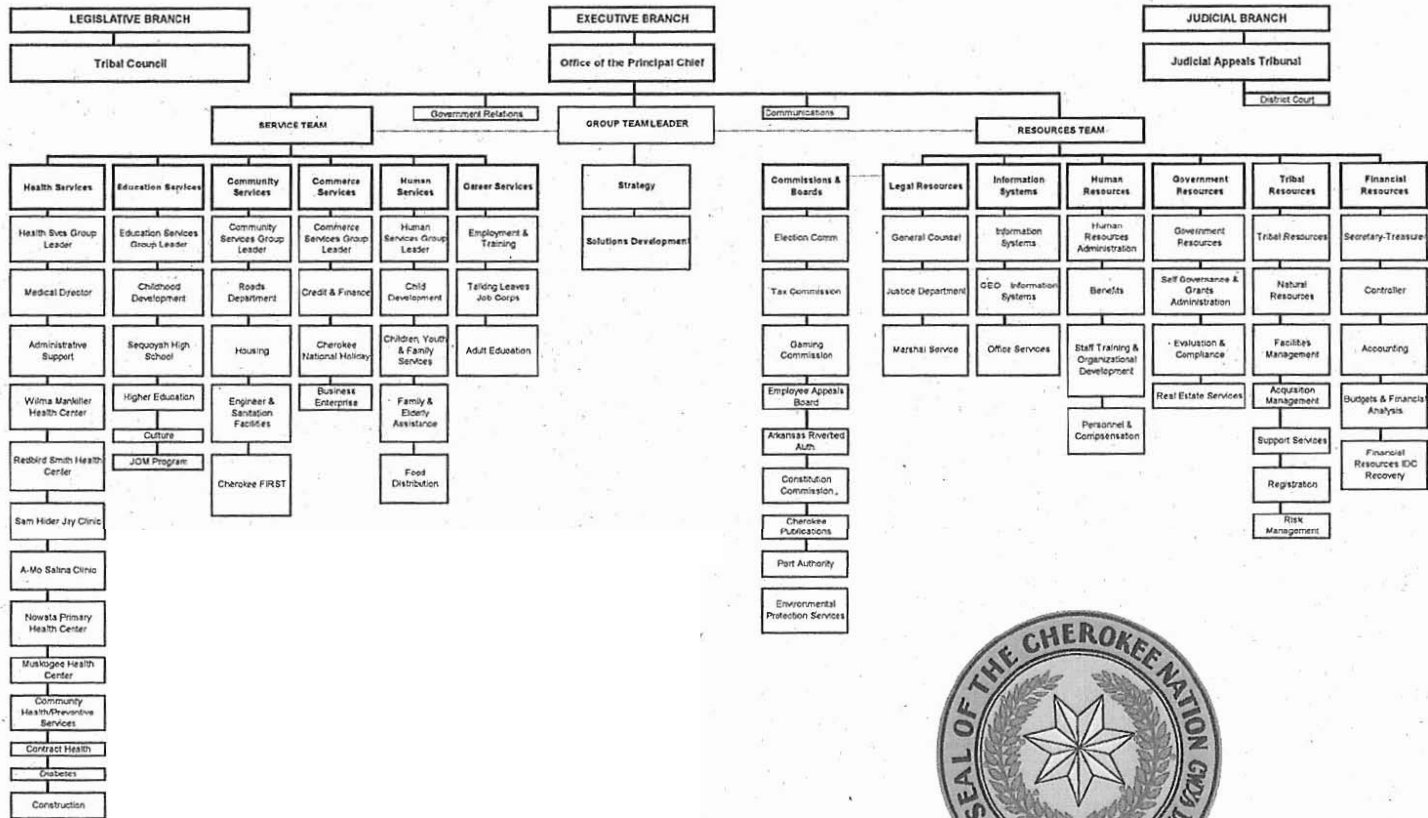 LEGISLATIVE BRANCH
Tribal Council
EXECUTIVE BRANCH
Office of the Principal Chief
JUDICIAL BRANCH
Judicial Appeals Tribunal
District Court
SERVICE TEAM
Government Relations
GROUP TEAM LEADER
Communications
RESOURCES TEAM
Health Services
Health Svcs Group
Leader
Medical Director
Administrative
Support
Wilma Mankiller
Health Center
Redbird Smith Health
Center
Sam Hider Jay Clinic
A-Mo Salina Clinic
Nowata Primary
Health Center
Muskogee Health
Center
Community
Health/Preventive
Services
Contract Health
Diabetes
Construction
Education Services
Education Services
Group Leader
Childhood
Development
Sequoyah High
School
Higher Education
Culture
JOM Program
Community
Services
Community
Services Group
Leader
Roads
Department
Housing
Engineer &
Sanitation
Facilities
Cherokee FIRST
Commerce
Services
Commerce
Services Group
Leader
Credit & Finance
Cherokee
National Holiday
Business
Enterprise
Human
Services
Human
Services Group
Leader
Child
Development
Children, Youth
& Family
Services
Family &
Elderly
Assistance
Food
Distribution
Career Services
Employment &
Training
Talking Leaves
Job Corps
Adult Education
Strategy
Solutions Development
Commissions &
Boards
Election Comm
Tax Commission
Gaming
Commission
Employee Appeals
Board
Arkansas Riverbed
Auth.
Constitution
Commission
Cherokee
Publications
Port Authority
Environmental
Protection Services
Legal Resources
General Counsel
Justice Department
Marshal Service
Information
Systems
Information
Systems
GEO Information
Systems
Office Services
Human
Resources
Human
Resources
Administration
Benefits
Staff Training &
Organizational
Development
Personnel &
Compsensation
Government
Resources
Government
Resources
Self Governance &
Grants
Administration
Evaluation &
Compliance
Real Estate Services
Tribal
Resources
Tribal Resources
Natural
Resources
Facilities
Management
Acquisition
Management
Support Services
Registration
Risk
Management
Financial
Resources
Secretary-Treasurer
Controller
Accounting
Budgets & Financial
Analysis
Financial
Resources IDC
Recovery
SEAL OF THE CHEROKEE NATION ᏣᎳᎩ